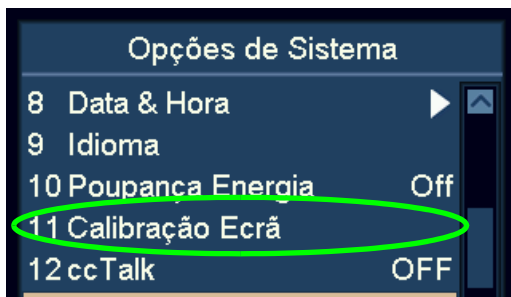 Opções de Sistema
8 Data & Hora
9 Idioma
10 Poupança Energia Off
11 Calibração Ecrã
12 ccTalk OFF